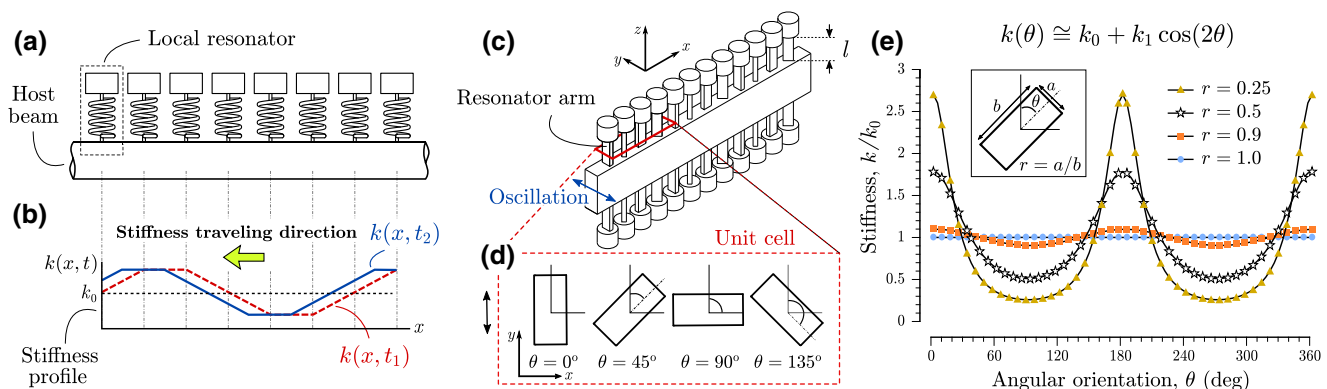 (a)
Local resonator
Host
beam
(b)
Stiffness traveling direction
k(x, t₂)
k(x, t)
k₀
x
k(x, t₁)
Stiffness
profile
(c)
z
x
y
l
Resonator arm
Oscillation
Unit cell
(d)
y
x
θ = 0°
θ = 45°
θ = 90°
θ = 135°
(e)
k(θ) ≅ k₀ + k₁ cos(2θ)
Stiffness, k/k₀
3
2.5
2
1.5
1
0.5
0
a
b
θ
r = a/b
r = 0.25
r = 0.5
r = 0.9
r = 1.0
0 60 120 180 240 300 360
Angular orientation, θ (deg)